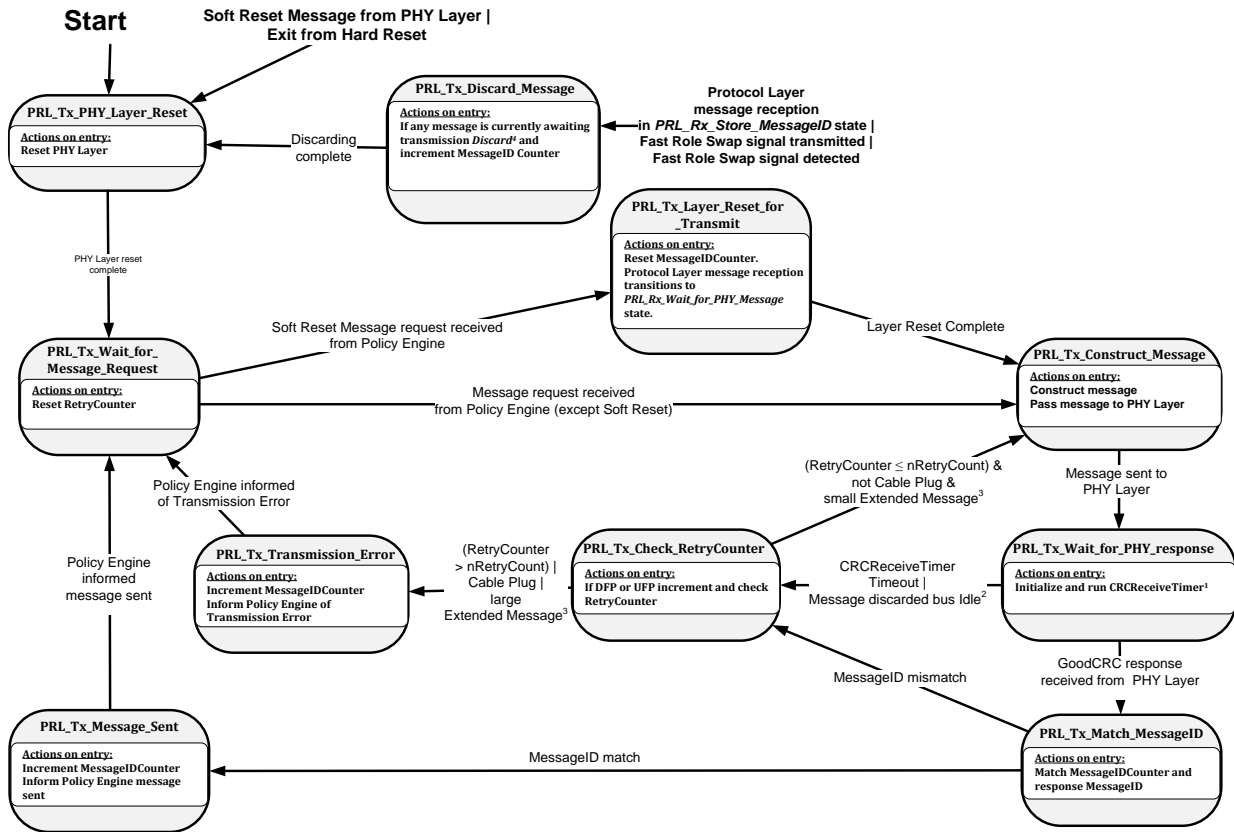 Start
Soft Reset Message from PHY Layer |
Exit from Hard Reset
PRL_Tx_PHY_Layer_Reset
Actions on entry:
Reset PHY Layer
Discarding
complete
PRL_Tx_Discard_Message
Actions on entry:
If any message is currently awaiting
transmission Discard⁴ and
increment MessageID Counter
Protocol Layer
message reception
in PRL_Rx_Store_MessageID state |
Fast Role Swap signal transmitted |
Fast Role Swap signal detected
PHY Layer reset
complete
PRL_Tx_Layer_Reset_for
_Transmit
Actions on entry:
Reset MessageIDCounter.
Protocol Layer message reception
transitions to
PRL_Rx_Wait_for_PHY_Message
state.
Soft Reset Message request received
from Policy Engine
Layer Reset Complete
PRL_Tx_Wait_for_
Message_Request
Actions on entry:
Reset RetryCounter
Message request received
from Policy Engine (except Soft Reset)
PRL_Tx_Construct_Message
Actions on entry:
Construct message
Pass message to PHY Layer
(RetryCounter ≤ nRetryCount) &
not Cable Plug &
small Extended Message³
Message sent to
PHY Layer
Policy Engine informed
of Transmission Error
Policy Engine
informed
message sent
PRL_Tx_Transmission_Error
Actions on entry:
Increment MessageIDCounter
Inform Policy Engine of
Transmission Error
(RetryCounter
> nRetryCount) |
Cable Plug |
large
Extended Message³
PRL_Tx_Check_RetryCounter
Actions on entry:
If DFP or UFP increment and check
RetryCounter
CRCReceiveTimer
Timeout |
Message discarded bus Idle²
PRL_Tx_Wait_for_PHY_response
Actions on entry:
Initialize and run CRCReceiveTimer¹
GoodCRC response
received from PHY Layer
MessageID mismatch
PRL_Tx_Message_Sent
Actions on entry:
Increment MessageIDCounter
Inform Policy Engine message
sent
MessageID match
PRL_Tx_Match_MessageID
Actions on entry:
Match MessageIDCounter and
response MessageID